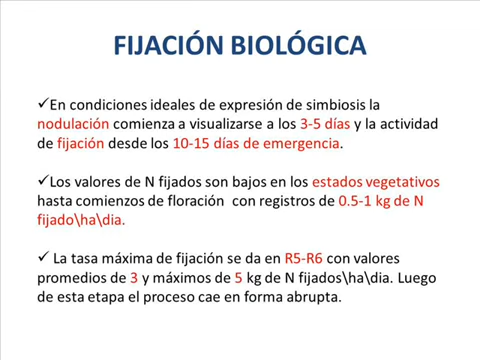 FIJACIÓN BIOLÓGICA
✓En condiciones ideales de expresión de simbiosis la
nodulación comienza a visualizarse a los 3-5 días y la actividad
de fijación desde los 10-15 días de emergencia.
✓Los valores de N fijados son bajos en los estados vegetativos
hasta comienzos de floración con registros de 0.5-1 kg de N
fijado\ha\dia.
✓ La tasa máxima de fijación se da en R5-R6 con valores
promedios de 3 y máximos de 5 kg de N fijados\ha\dia. Luego
de esta etapa el proceso cae en forma abrupta.